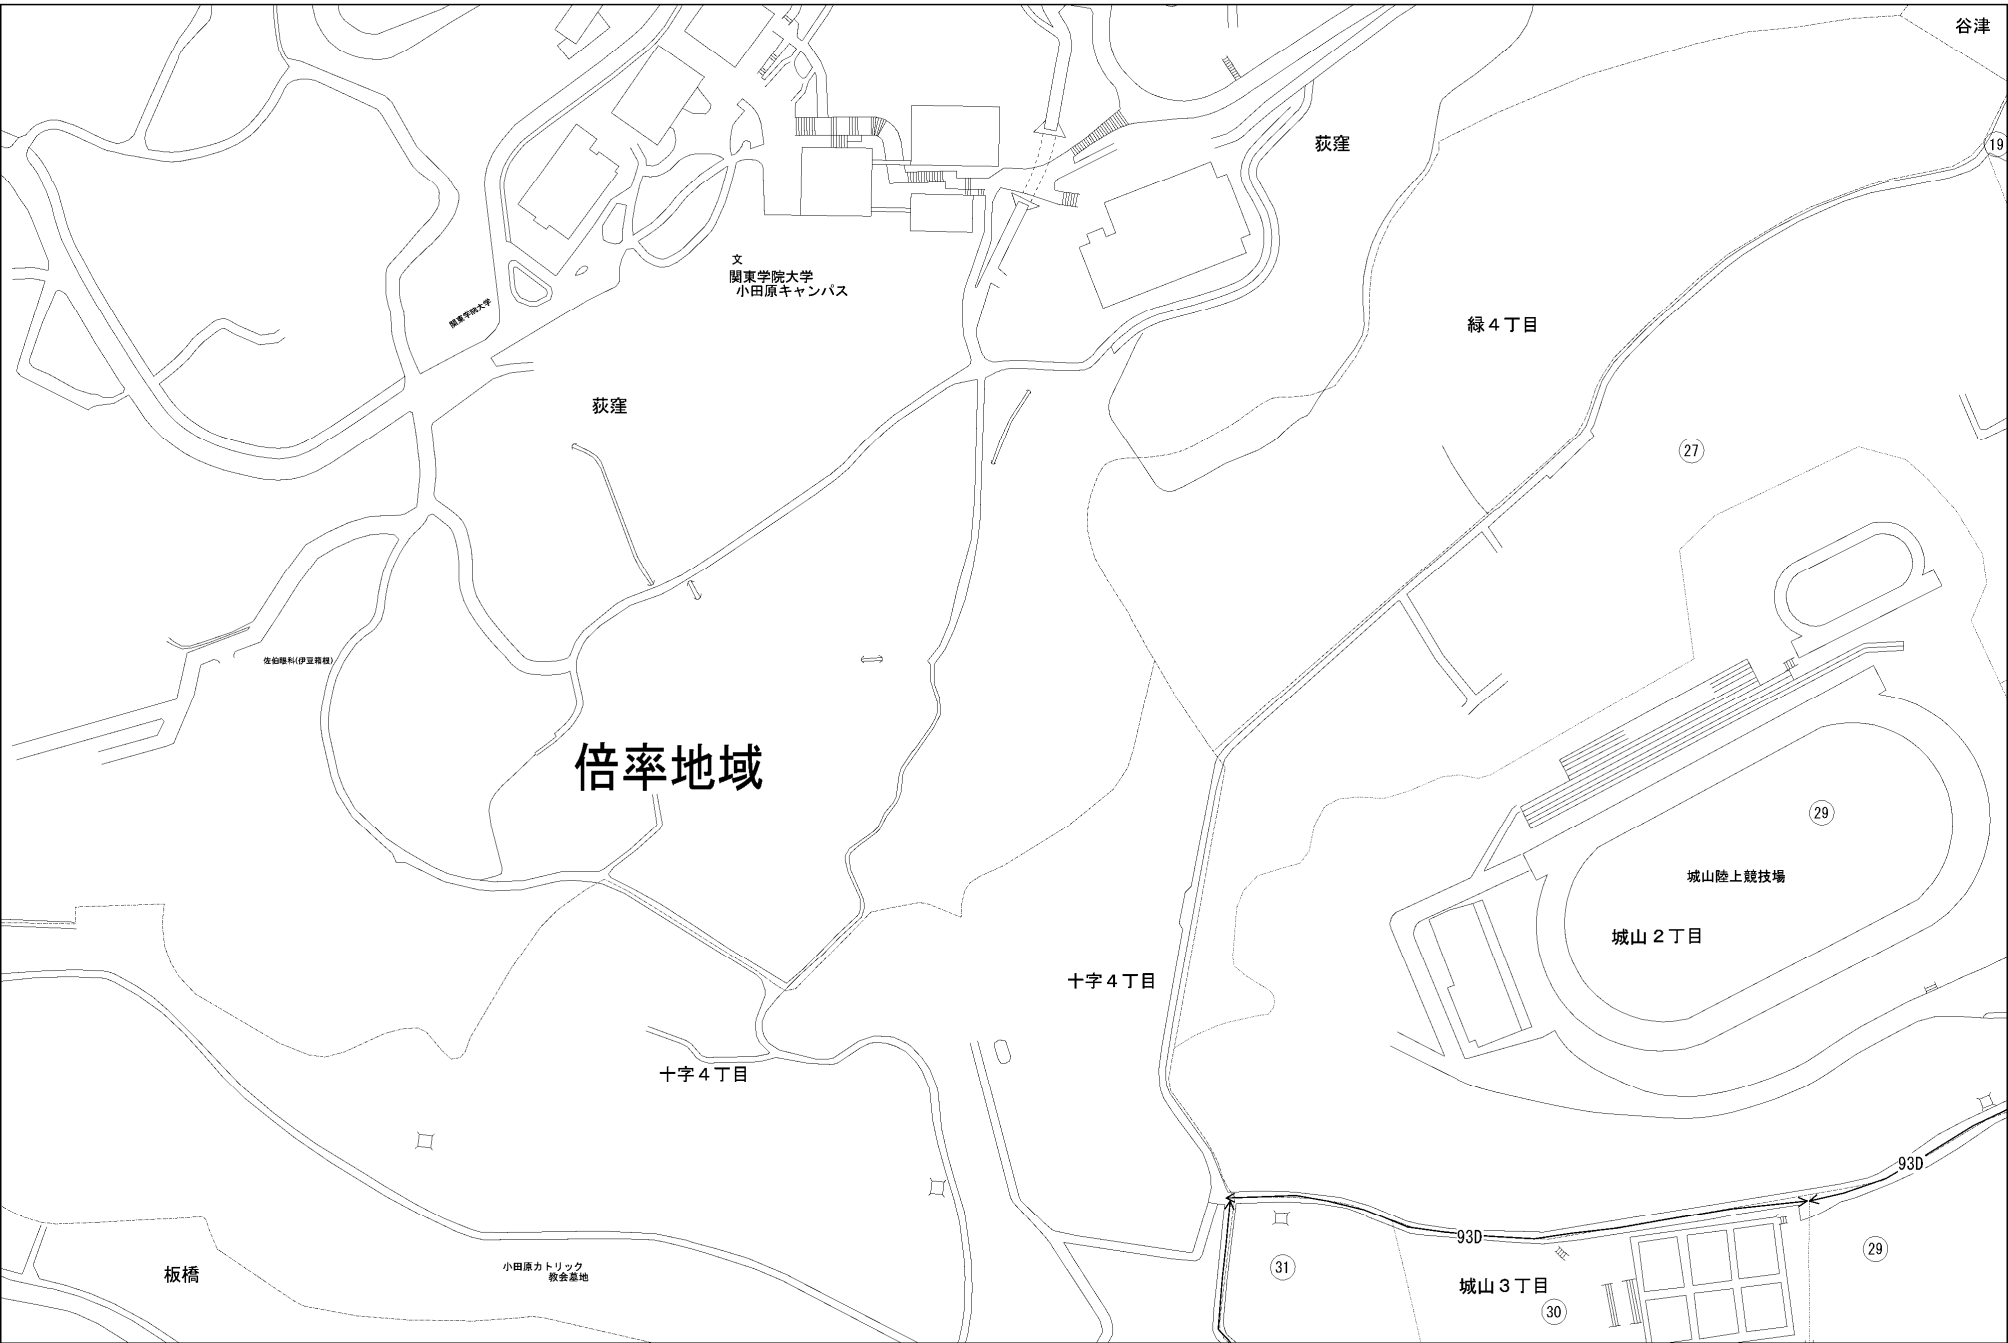 谷津
荻窪
19
文
関東学院大学
小田原キャンパス
関東学院大学
緑4丁目
荻窪
27
佐伯眼科(伊豆箱根)
倍率地域
29
城山陸上競技場
城山2丁目
十字4丁目
十字4丁目
93D
93D
29
31
城山3丁目
30
板橋
小田原カトリック
教会墓地